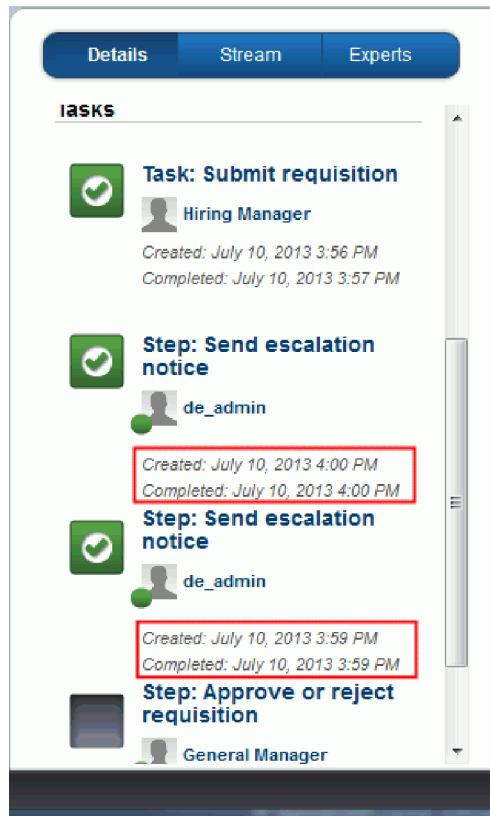 Details Stream Experts
Tasks
Task: Submit requisition
Hiring Manager
Created: July 10, 2013 3:56 PM
Completed: July 10, 2013 3:57 PM
Step: Send escalation
notice
de_admin
Created: July 10, 2013 4:00 PM
Completed: July 10, 2013 4:00 PM
Step: Send escalation
notice
de_admin
Created: July 10, 2013 3:59 PM
Completed: July 10, 2013 3:59 PM
Step: Approve or reject
requisition
General Manager